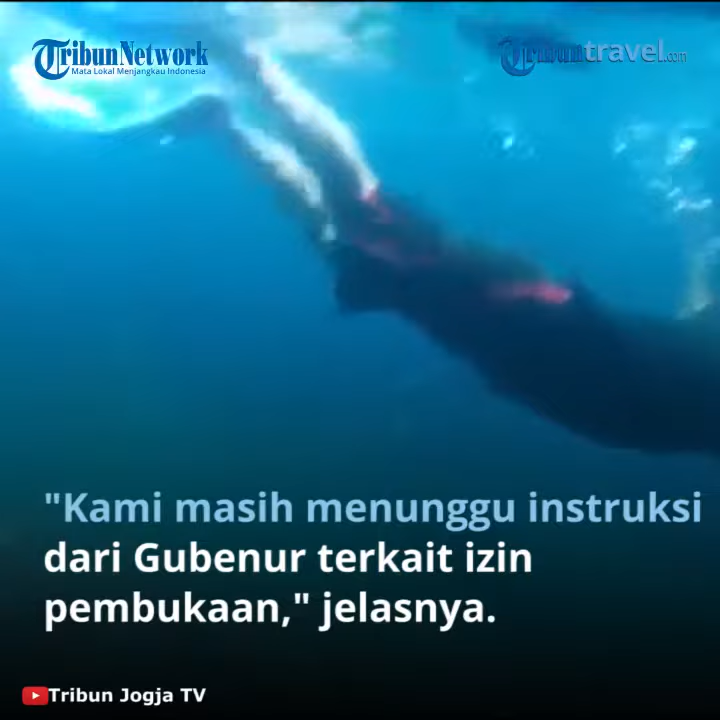 TribunNetwork
Mata Lokal Menjangkau Indonesia
Tribuntravel.com
"Kami masih menunggu instruksi
dari Gubenur terkait izin
pembukaan," jelasnya.
Tribun Jogja TV